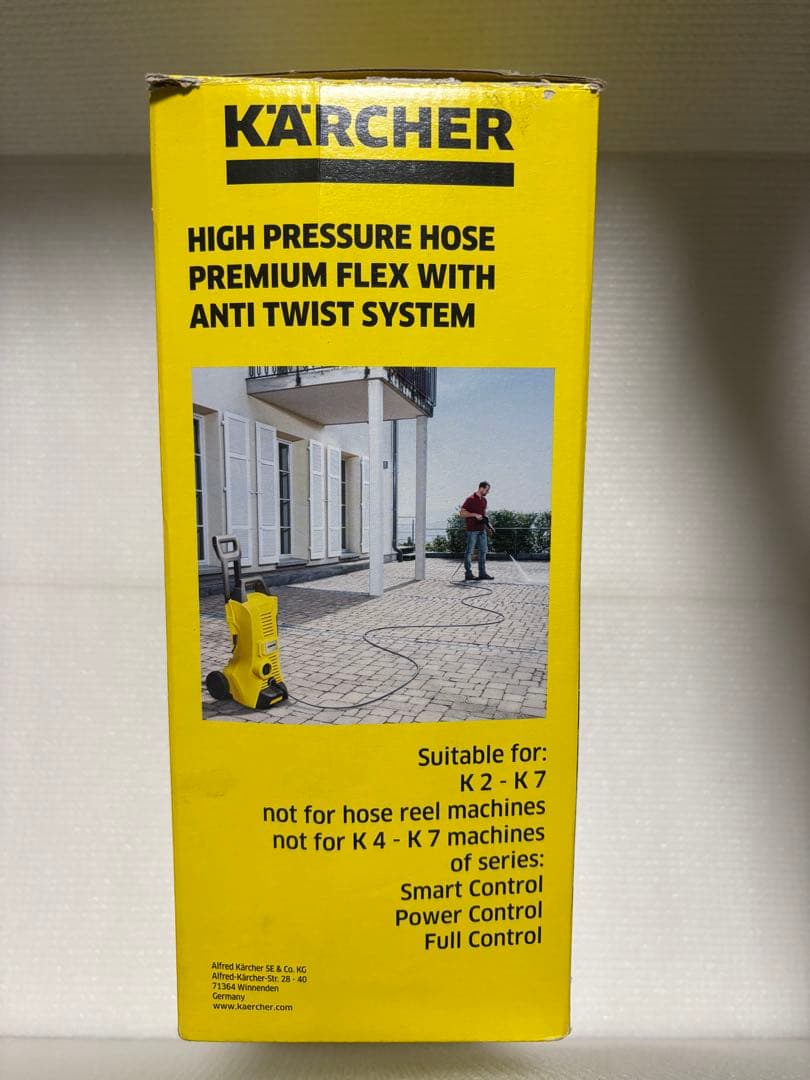 KÄRCHER
HIGH PRESSURE HOSE
PREMIUM FLEX WITH
ANTI TWIST SYSTEM
Suitable for:
K 2 - K 7
not for hose reel machines
not for K 4 - K 7 machines
of series:
Smart Control
Power Control
Full Control
Alfred Kärcher SE & Co. KG
Alfred-Kärcher-Str. 28 - 40
71364 Winnenden
Germany
www.kaercher.com